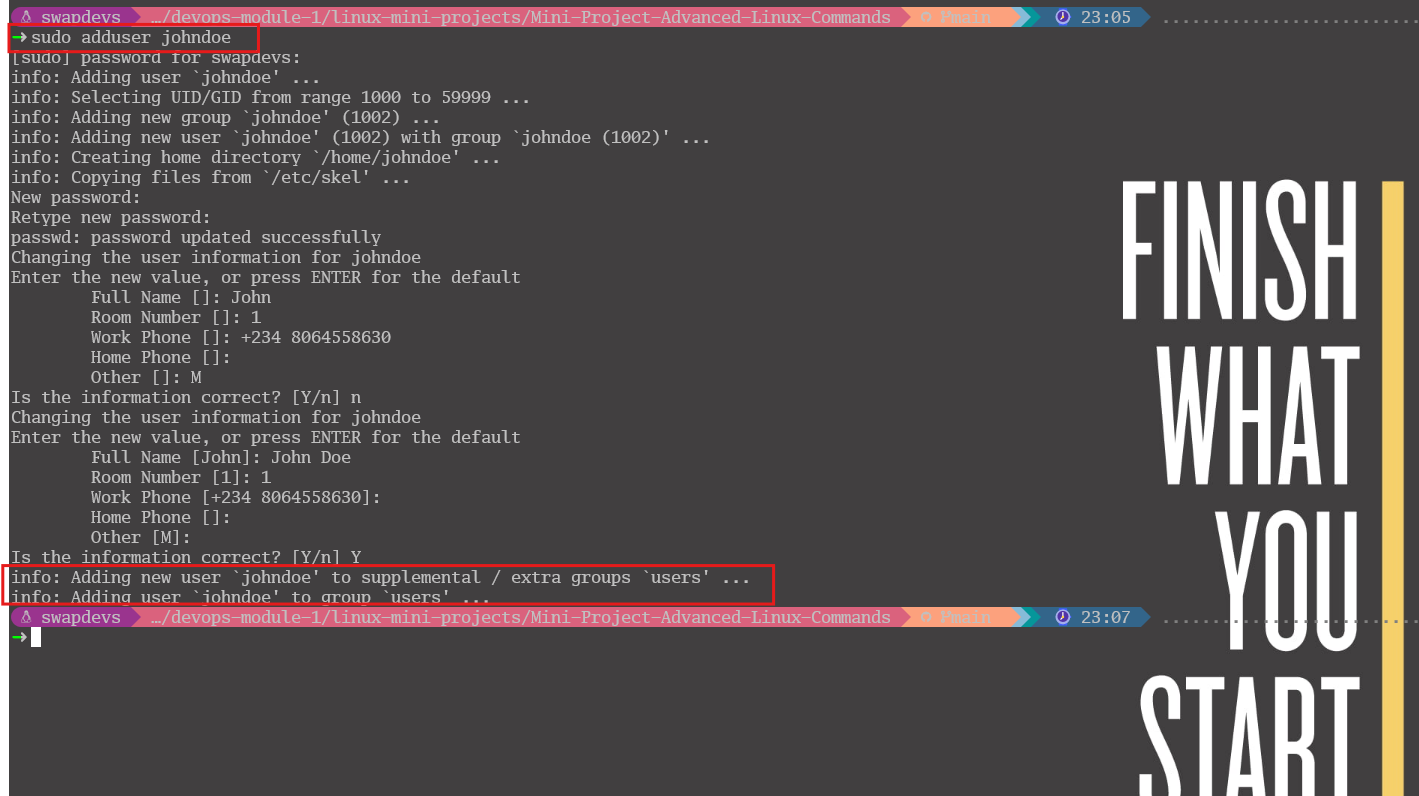 swapdevs …/devops-module-1/linux-mini-projects/Mini-Project-Advanced-Linux-Commands main 23:05
→ sudo adduser johndoe
[sudo] password for swapdevs:
info: Adding user `johndoe' ...
info: Selecting UID/GID from range 1000 to 59999 ...
info: Adding new group `johndoe' (1002) ...
info: Adding new user `johndoe' (1002) with group `johndoe (1002)' ...
info: Creating home directory `/home/johndoe' ...
info: Copying files from `/etc/skel' ...
New password:
Retype new password:
passwd: password updated successfully
Changing the user information for johndoe
Enter the new value, or press ENTER for the default
Full Name []: John
Room Number []: 1
Work Phone []: +234 8064558630
Home Phone []:
Other []: M
Is the information correct? [Y/n] n
Changing the user information for johndoe
Enter the new value, or press ENTER for the default
Full Name [John]: John Doe
Room Number [1]: 1
Work Phone [+234 8064558630]:
Home Phone []:
Other [M]:
Is the information correct? [Y/n] Y
info: Adding new user `johndoe' to supplemental / extra groups `users' ...
info: Adding user `johndoe' to group `users' ...
swapdevs …/devops-module-1/linux-mini-projects/Mini-Project-Advanced-Linux-Commands main 23:07
→
FINISH
WHAT
YOU
START